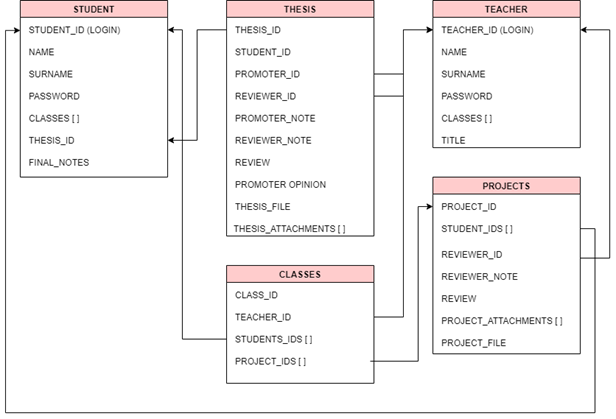 STUDENT
STUDENT_ID (LOGIN)
NAME
SURNAME
PASSWORD
CLASSES [ ]
THESIS_ID
FINAL_NOTES
THESIS
THESIS_ID
STUDENT_ID
PROMOTER_ID
REVIEWER_ID
PROMOTER_NOTE
REVIEWER_NOTE
REVIEW
PROMOTER OPINION
THESIS_FILE
THESIS_ATTACHMENTS [ ]
TEACHER
TEACHER_ID (LOGIN)
NAME
SURNAME
PASSWORD
CLASSES [ ]
TITLE
CLASSES
CLASS_ID
TEACHER_ID
STUDENTS_IDS [ ]
PROJECT_IDS [ ]
PROJECTS
PROJECT_ID
STUDENT_IDS [ ]
REVIEWER_ID
REVIEWER_NOTE
REVIEW
PROJECT_ATTACHMENTS [ ]
PROJECT_FILE